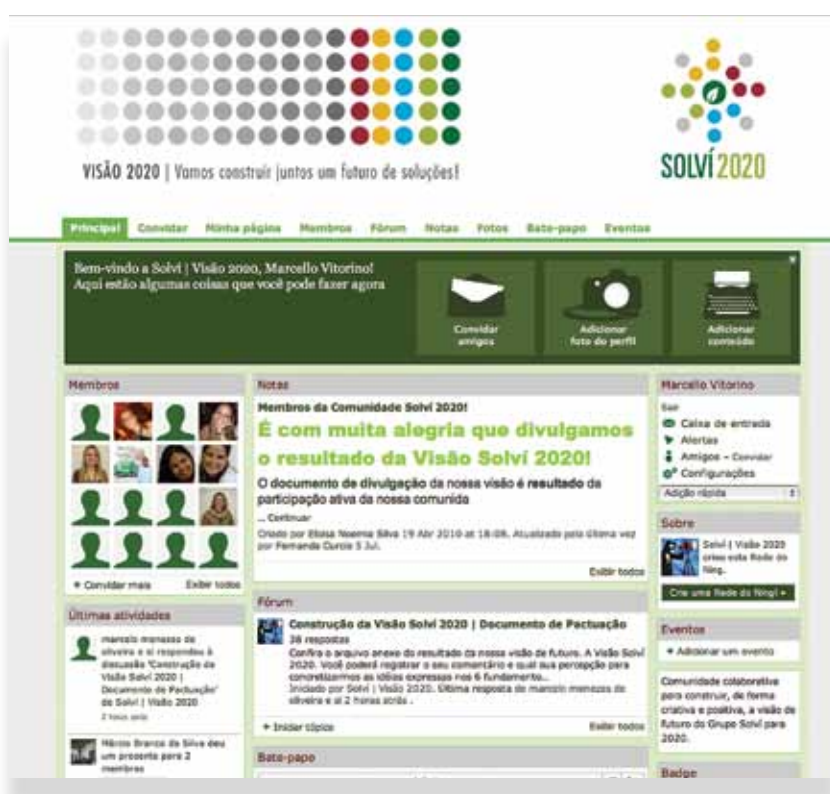 VISÃO 2020 | Vamos construir juntos um futuro de soluções!
SOLVÍ 2020
Principal Convidar Minha página Membros Fórum Notas Fotos Bate-papo Eventos
Bem-vindo a Solví | Visão 2020, Marcello Vitorino!
Aqui estão algumas coisas que você pode fazer agora
Convidar
amigos
Adicionar
foto do perfil
Adicionar
conteúdo
Membros
+ Convidar mais Exibir todos
Últimas atividades
marcelo menezes de
oliveira e sl respondeu à
discussão 'Construção da
Visão Solví 2020 |
Documento de Pactuação'
de Solví | Visão 2020
2 horas atrás
Márcio Branco da Silva deu
um presente para 2
membros
Notas
Membros da Comunidade Solví 2020!
É com muita alegria que divulgamos
o resultado da Visão Solví 2020!
O documento de divulgação da nossa visão é resultado da
participação ativa da nossa comunida
... Continuar
Criado por Eloisa Noemia Silva 19 Abr 2010 at 18:08. Atualizado pela última vez
por Fernanda Curcio 5 Jul.
Exibir todos
Fórum
Construção da Visão Solví 2020 | Documento de Pactuação
38 respostas
Confira o arquivo anexo do resultado da nossa visão de futuro. A Visão Solví
2020. Você poderá registrar o seu comentário e qual sua percepção para
concretizarmos as idéias expressas nos 6 fundamento...
Iniciado por Solví | Visão 2020. Última resposta de marcelo menezes de
oliveira e sl 2 horas atrás .
+ Iniciar tópico Exibir todos
Bate-papo
Marcello Vitorino
Sair
Caixa de entrada
Alertas
Amigos – Convidar
Configurações
Adição rápida
Sobre
Solví | Visão 2020
criou esta Rede do
Ning.
Crie uma Rede do Ning! »
Eventos
+ Adicionar um evento
Comunidade colaborativa
para construir, de forma
criativa e positiva, a visão de
futuro do Grupo Solví para
2020.
Badge